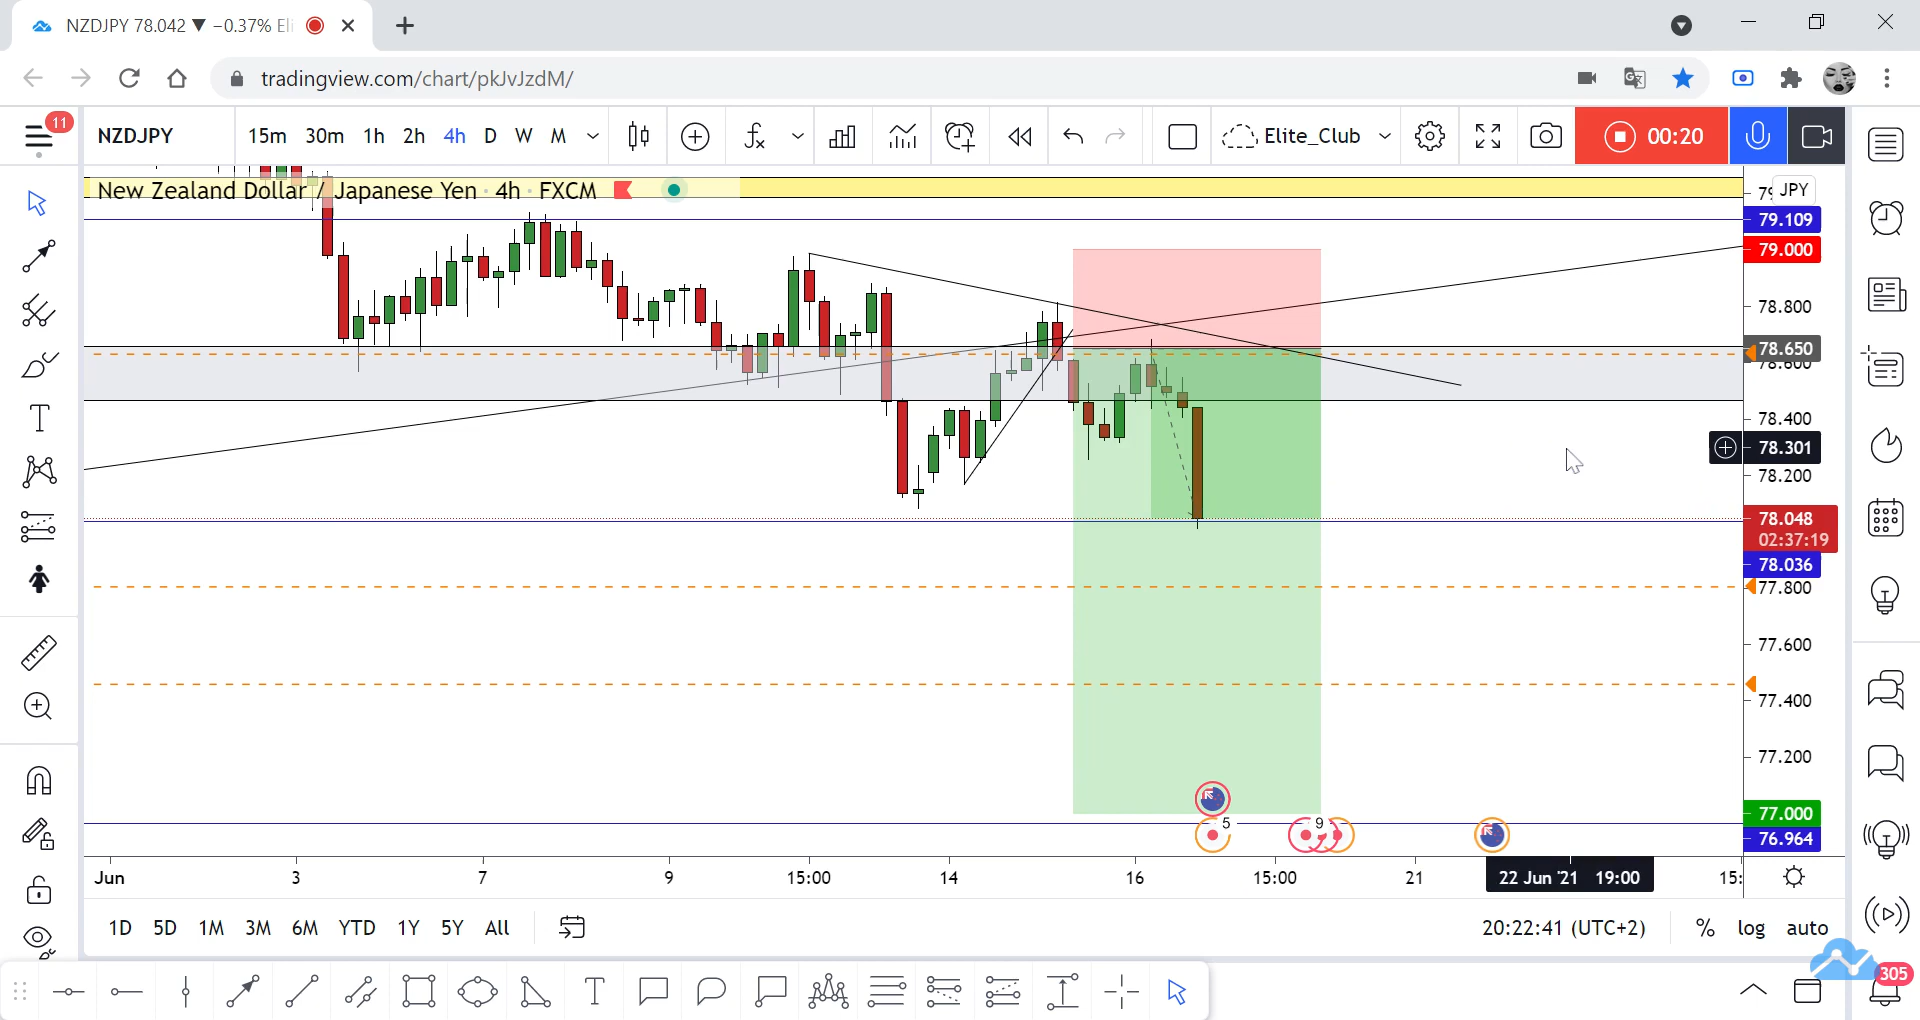 NZDJPY 78.042 ▼ −0.37% Eli
tradingview.com/chart/pkJvJzdM/
11
NZDJPY
15m 30m 1h 2h 4h D W M
Elite_Club
00:20
New Zealand Dollar / Japanese Yen · 4h · FXCM
JPY
79.109
79.000
78.800
78.650
78.600
78.400
78.301
78.200
78.048
02:37:19
78.036
77.800
77.600
77.400
77.200
77.000
76.964
5
9
Jun 3 7 9 15:00 14 16 15:00 21 22 Jun '21 19:00 15:
1D 5D 1M 3M 6M YTD 1Y 5Y All
20:22:41 (UTC+2) % log auto
305